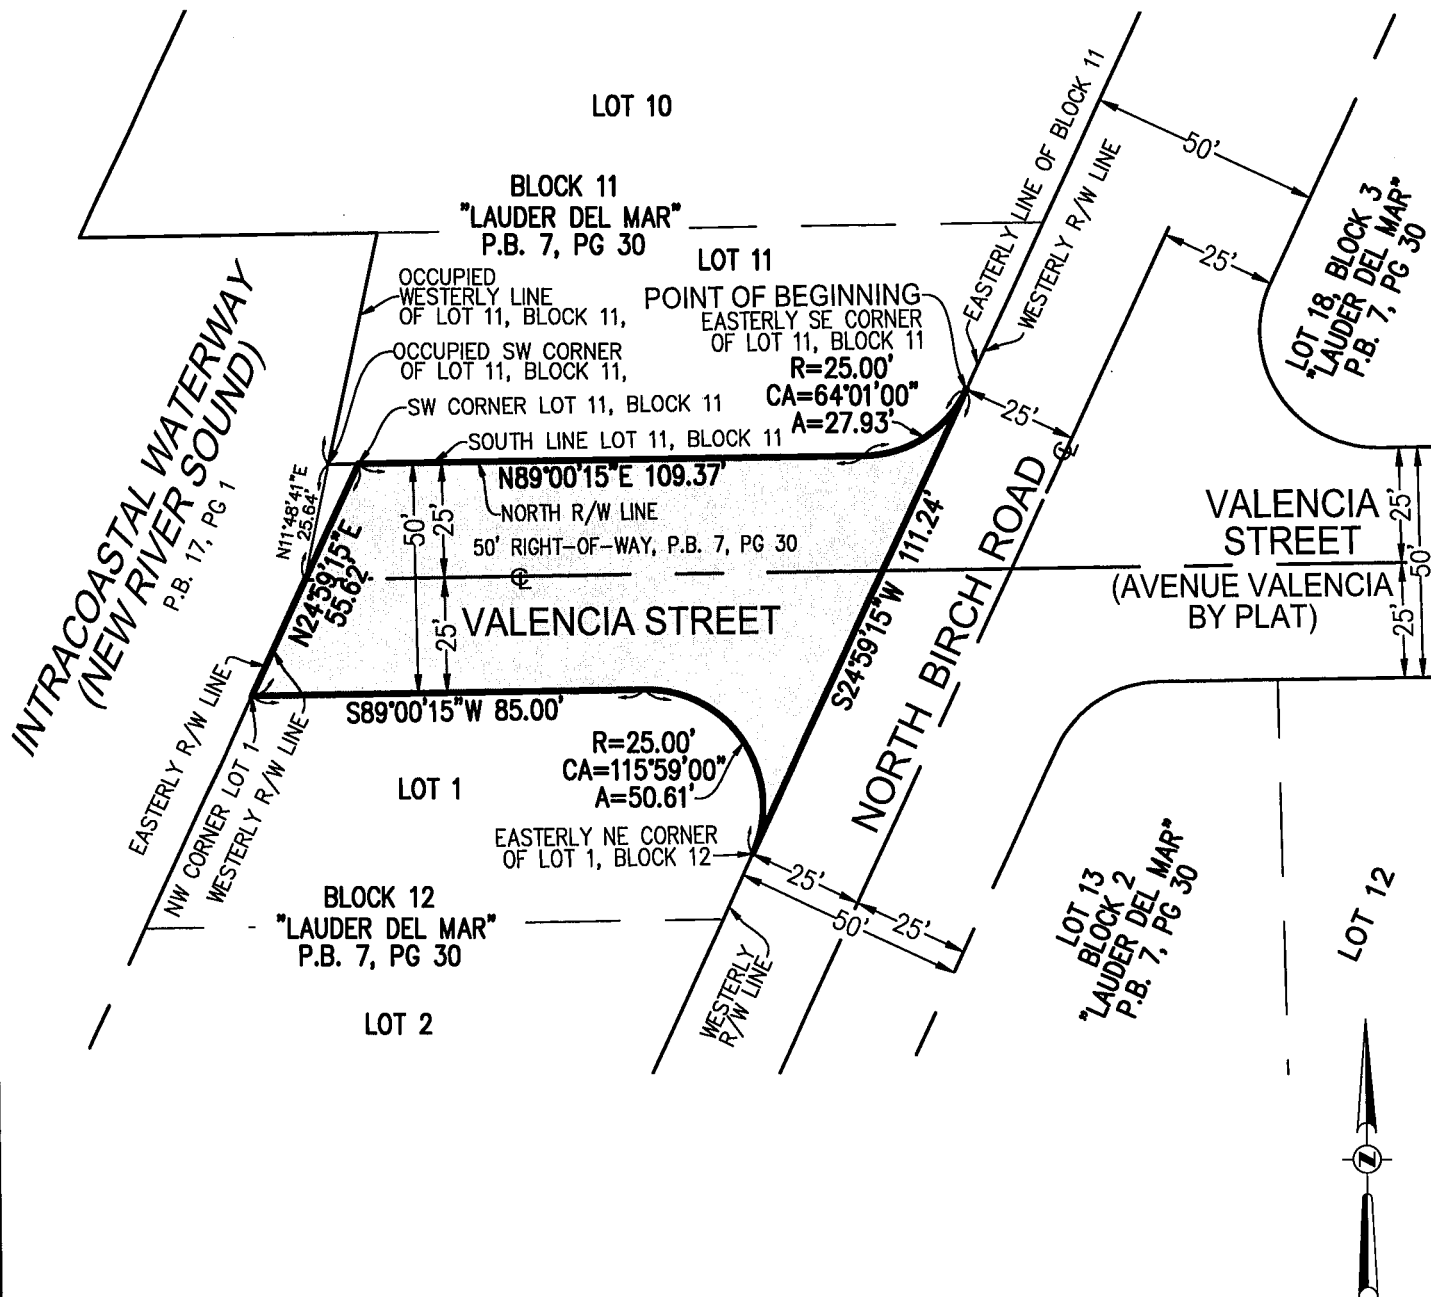 LOT 10
BLOCK 11
"LAUDER DEL MAR"
P.B. 7, PG 30
LOT 11
EASTERLY LINE OF BLOCK 11
WESTERLY R/W LINE
50'
25'
LOT 18, BLOCK 3
"LAUDER DEL MAR"
P.B. 7, PG 30
OCCUPIED
WESTERLY LINE
OF LOT 11, BLOCK 11,
POINT OF BEGINNING
EASTERLY SE CORNER
OF LOT 11, BLOCK 11
R=25.00'
CA=64°01'00"
A=27.93'
OCCUPIED SW CORNER
OF LOT 11, BLOCK 11,
SW CORNER LOT 11, BLOCK 11
SOUTH LINE LOT 11, BLOCK 11
N89°00'15"E 109.37'
NORTH R/W LINE
50' RIGHT-OF-WAY, P.B. 7, PG 30
INTRACOASTAL WATERWAY
(NEW RIVER SOUND)
P.B. 17, PG 1
N11°48'41"E
25.64'
N24°59'15"E
55.62'
50'
25'
25'
℄
VALENCIA STREET
25'
℄
S24°59'15"W 111.24'
NORTH BIRCH ROAD
VALENCIA
STREET
(AVENUE VALENCIA
BY PLAT)
25'
50'
25'
S89°00'15"W 85.00'
R=25.00'
CA=115°59'00"
A=50.61'
EASTERLY R/W LINE
NW CORNER LOT 1
WESTERLY R/W LINE
LOT 1
EASTERLY NE CORNER
OF LOT 1, BLOCK 12
25'
50'
25'
BLOCK 12
"LAUDER DEL MAR"
P.B. 7, PG 30
WESTERLY
R/W LINE
LOT 2
LOT 13
BLOCK 2
"LAUDER DEL MAR"
P.B. 7, PG 30
LOT 12
N